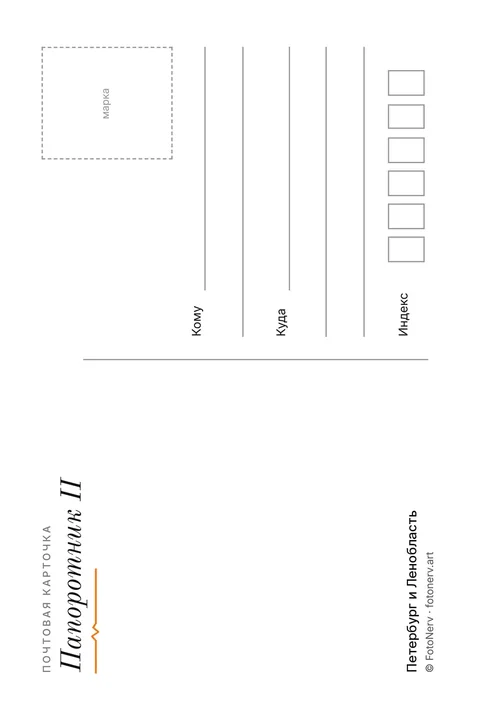 ПОЧТОВАЯ КАРТОЧКА
Папоротник II
Петербург и Ленобласть
© FotoNerv · fotonerv.art
марка
Кому
Куда
Индекс